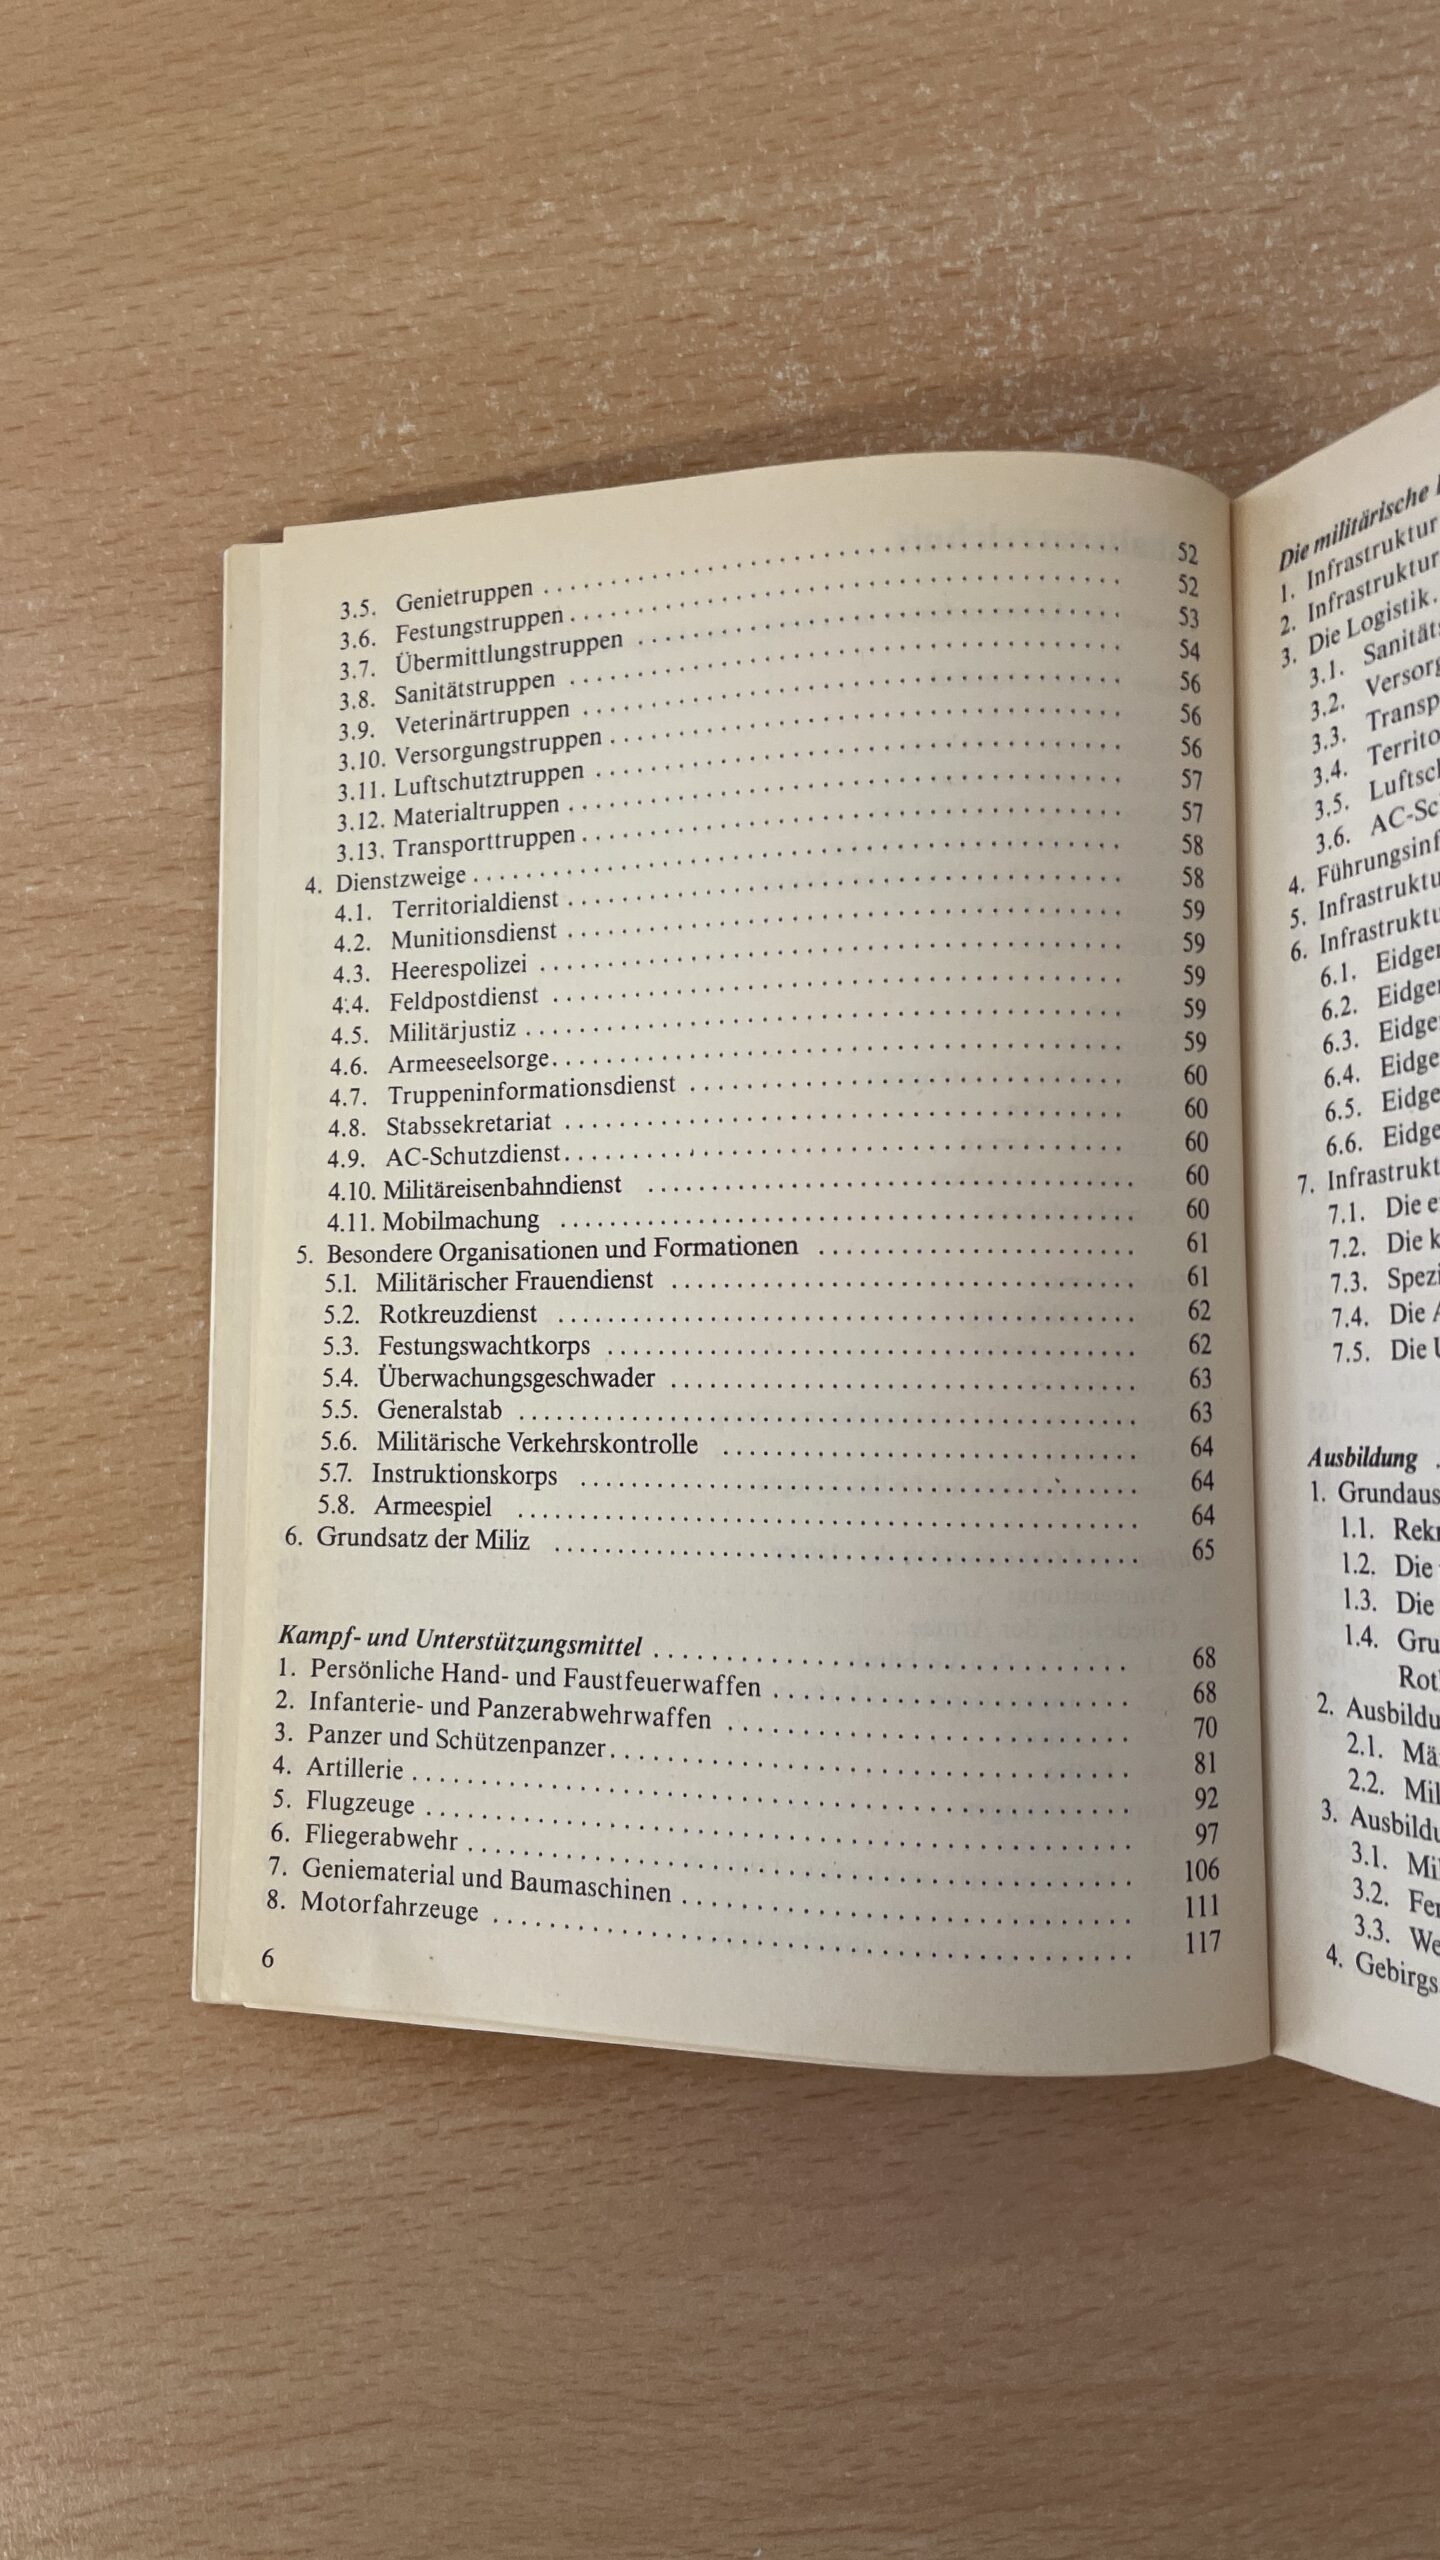 3.5. Genietruppen . . . . . . . . . . 52
3.6. Festungstruppen . . . . . . . . . . 52
3.7. Übermittlungstruppen . . . . . . . . . . 53
3.8. Sanitätstruppen . . . . . . . . . . 54
3.9. Veterinärtruppen . . . . . . . . . . 56
3.10. Versorgungstruppen . . . . . . . . . . 56
3.11. Luftschutztruppen . . . . . . . . . . 56
3.12. Materialtruppen . . . . . . . . . . 57
3.13. Transporttruppen . . . . . . . . . . 57
4. Dienstzweige . . . . . . . . . . 58
4.1. Territorialdienst . . . . . . . . . . 58
4.2. Munitionsdienst . . . . . . . . . . 59
4.3. Heerespolizei . . . . . . . . . . 59
4.4. Feldpostdienst . . . . . . . . . . 59
4.5. Militärjustiz . . . . . . . . . . 59
4.6. Armeeseelsorge . . . . . . . . . . 59
4.7. Truppeninformationsdienst . . . . . . . . . . 60
4.8. Stabssekretariat . . . . . . . . . . 60
4.9. AC-Schutzdienst . . . . . . . . . . 60
4.10. Militäreisenbahndienst . . . . . . . . . . 60
4.11. Mobilmachung . . . . . . . . . . 60
5. Besondere Organisationen und Formationen . . . . . . . . . . 61
5.1. Militärischer Frauendienst . . . . . . . . . . 61
5.2. Rotkreuzdienst . . . . . . . . . . 62
5.3. Festungswachtkorps . . . . . . . . . . 62
5.4. Überwachungsgeschwader . . . . . . . . . . 63
5.5. Generalstab . . . . . . . . . . 63
5.6. Militärische Verkehrskontrolle . . . . . . . . . . 64
5.7. Instruktionskorps . . . . . . . . . . 64
5.8. Armeespiel . . . . . . . . . . 64
6. Grundsatz der Miliz . . . . . . . . . . 65
Kampf- und Unterstützungsmittel . . . . . . . . . . 68
1. Persönliche Hand- und Faustfeuerwaffen . . . . . . . . . . 68
2. Infanterie- und Panzerabwehrwaffen . . . . . . . . . . 70
3. Panzer und Schützenpanzer . . . . . . . . . . 81
4. Artillerie . . . . . . . . . . 92
5. Flugzeuge . . . . . . . . . . 97
6. Fliegerabwehr . . . . . . . . . . 106
7. Geniematerial und Baumaschinen . . . . . . . . . . 111
8. Motorfahrzeuge . . . . . . . . . . 117
6
Die militärische
1. Infrastruktur
2. Infrastruktur
3. Die Logistik .
3.1. Sanitäts
3.2. Versorg
3.3. Transp
3.4. Territo
3.5. Luftsch
3.6. AC-Sc
4. Führungsinf
5. Infrastruktu
6. Infrastruktu
6.1. Eidger
6.2. Eidger
6.3. Eidge
6.4. Eidge
6.5. Eidge
6.6. Eidge
7. Infrastrukt
7.1. Die e
7.2. Die k
7.3. Spezi
7.4. Die A
7.5. Die
Ausbildung .
1. Grundaus
1.1. Rekr
1.2. Die
1.3. Die
1.4. Gru
Rot
2. Ausbildu
2.1. Mä
2.2. Mil
3. Ausbildu
3.1. Mi
3.2. Fer
3.3. We
4. Gebirgs